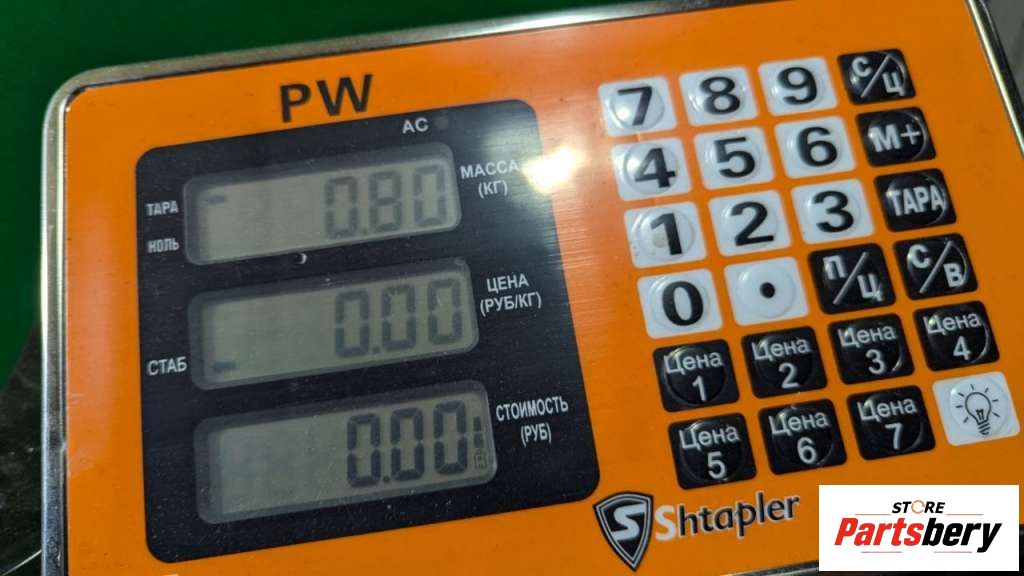 PW
AC
ТАРА
НОЛЬ
0.80
МАССА
(КГ)
СТАБ
0.00
ЦЕНА
(РУБ/КГ)
0.00
СТОИМОСТЬ
(РУБ)
7 8 9 С/Ц
4 5 6 М+
1 2 3 ТАРА
0 . П/Ц С/В
Цена 1 Цена 2 Цена 3 Цена 4
Цена 5 Цена 6 Цена 7
S Shtapler
STORE
Partsbery